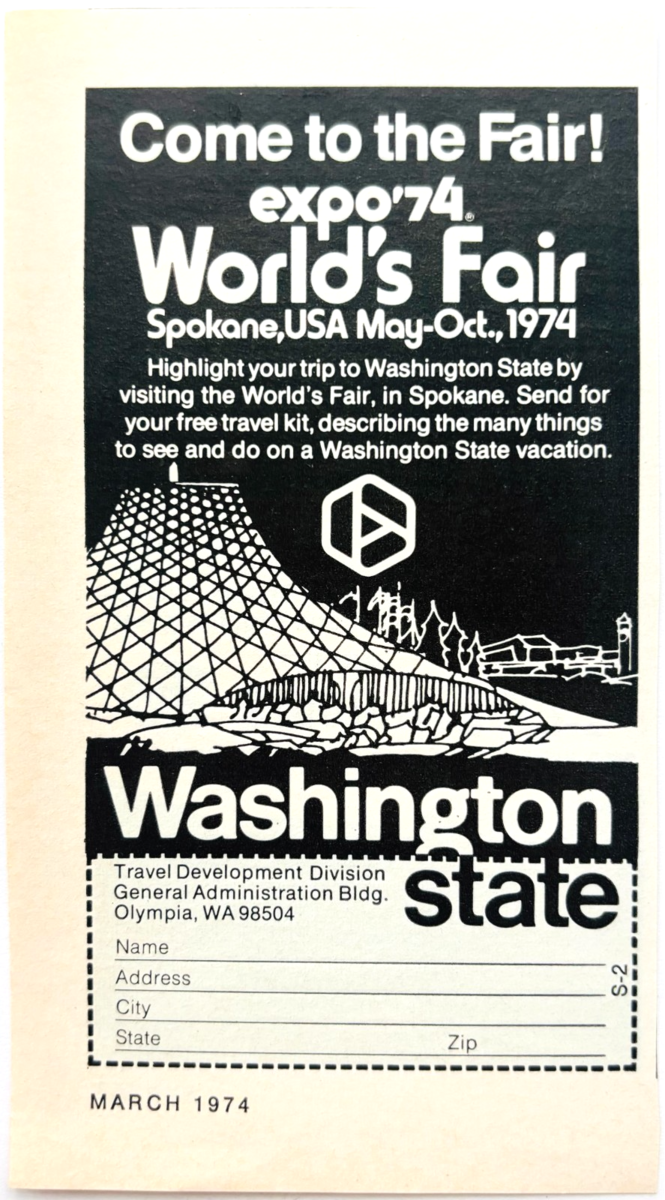 Come to the Fair!
expo'74®
World's Fair
Spokane,USA May-Oct.,1974
Highlight your trip to Washington State by
visiting the World's Fair, in Spokane. Send for
your free travel kit, describing the many things
to see and do on a Washington State vacation.
Washington
state
Travel Development Division
General Administration Bldg.
Olympia, WA 98504
Name
Address
City
State Zip
S-2
MARCH 1974